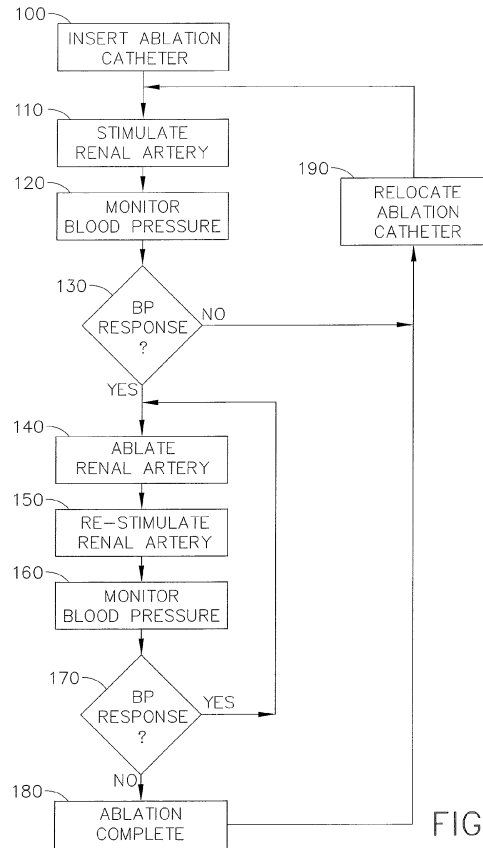 100
INSERT ABLATION
CATHETER
110
STIMULATE
RENAL ARTERY
120
MONITOR
BLOOD PRESSURE
190
RELOCATE
ABLATION
CATHETER
130
BP
RESPONSE
?
NO
YES
140
ABLATE
RENAL ARTERY
150
RE-STIMULATE
RENAL ARTERY
160
MONITOR
BLOOD PRESSURE
170
BP
RESPONSE
?
YES
NO
180
ABLATION
COMPLETE
FIG